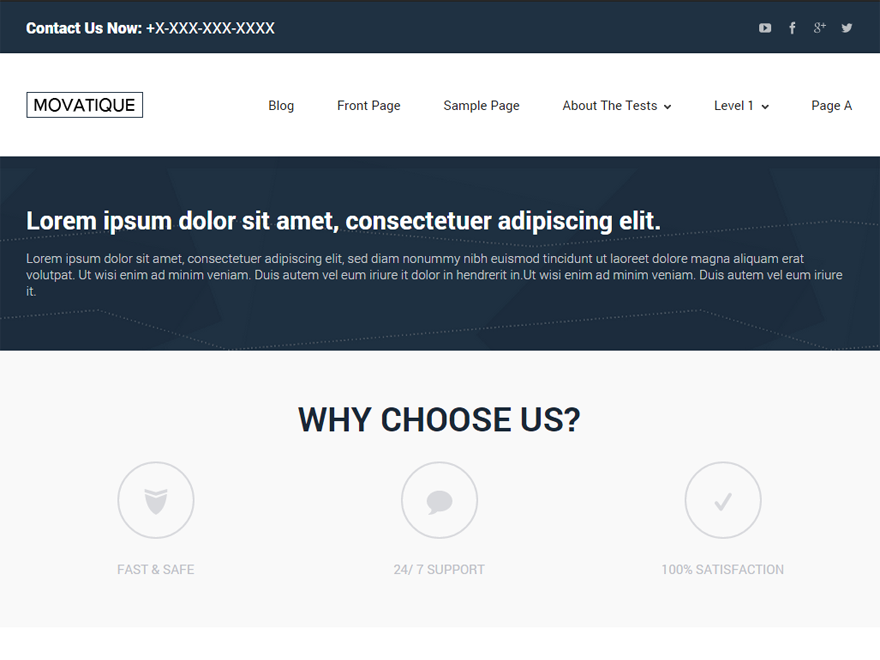 Contact Us Now: +X-XXX-XXX-XXXX
MOVATIQUE
Blog Front Page Sample Page About The Tests Level 1 Page A
Lorem ipsum dolor sit amet, consectetuer adipiscing elit.
Lorem ipsum dolor sit amet, consectetuer adipiscing elit, sed diam nonummy nibh euismod tincidunt ut laoreet dolore magna aliquam erat
volutpat. Ut wisi enim ad minim veniam. Duis autem vel eum iriure it dolor in hendrerit in.Ut wisi enim ad minim veniam. Duis autem vel eum iriure
it.
WHY CHOOSE US?
FAST & SAFE 24/ 7 SUPPORT 100% SATISFACTION